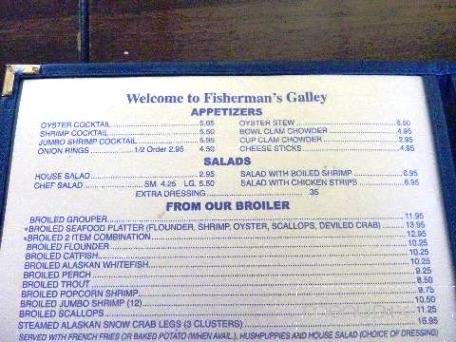 Welcome to Fisherman's Galley
APPETIZERS
OYSTER COCKTAIL 5.65 OYSTER STEW 6.50
SHRIMP COCKTAIL 5.50 BOWL CLAM CHOWDER 4.95
JUMBO SHRIMP COCKTAIL 5.95 CUP CLAM CHOWDER 2.95
ONION RINGS 1/2 Order 2.95 4.50 CHEESE STICKS 4.95
SALADS
HOUSE SALAD 2.95 SALAD WITH BOILED SHRIMP 6.95
CHEF SALAD SM. 4.25 LG. 5.50 SALAD WITH CHICKEN STRIPS 6.95
EXTRA DRESSING .35
FROM OUR BROILER
BROILED GROUPER 11.95
*BROILED SEAFOOD PLATTER (FLOUNDER, SHRIMP, OYSTER, SCALLOPS, DEVILED CRAB) 13.95
*BROILED 2 ITEM COMBINATION 12.95
BROILED FLOUNDER 10.25
BROILED CATFISH 10.25
BROILED ALASKAN WHITEFISH 10.25
BROILED PERCH 9.25
BROILED TROUT 8.50
BROILED POPCORN SHRIMP 9.75
BROILED JUMBO SHRIMP (12) 10.50
BROILED SCALLOPS 11.25
STEAMED ALASKAN SNOW CRAB LEGS (3 CLUSTERS) 16.95
SERVED WITH FRENCH FRIES OR BAKED POTATO (WHEN AVAIL.), HUSHPUPPIES AND HOUSE SALAD (CHOICE OF DRESSING)